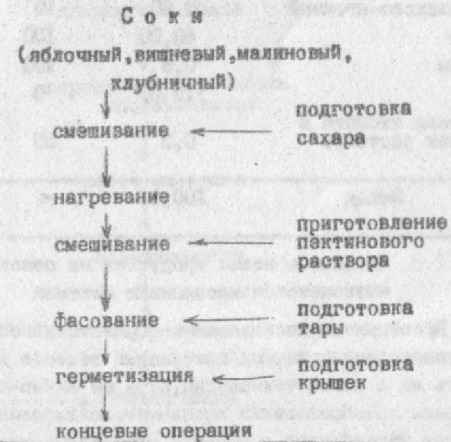 Соки
(яблочный,вишневый,малиновый,
клубничный)
подготовка
смешивание
сахара
нагревание
приготовление
смешивание
пектинового
раствора
фасование
подготовка
тары
герметизация
подготовка
крышек
концевые операции